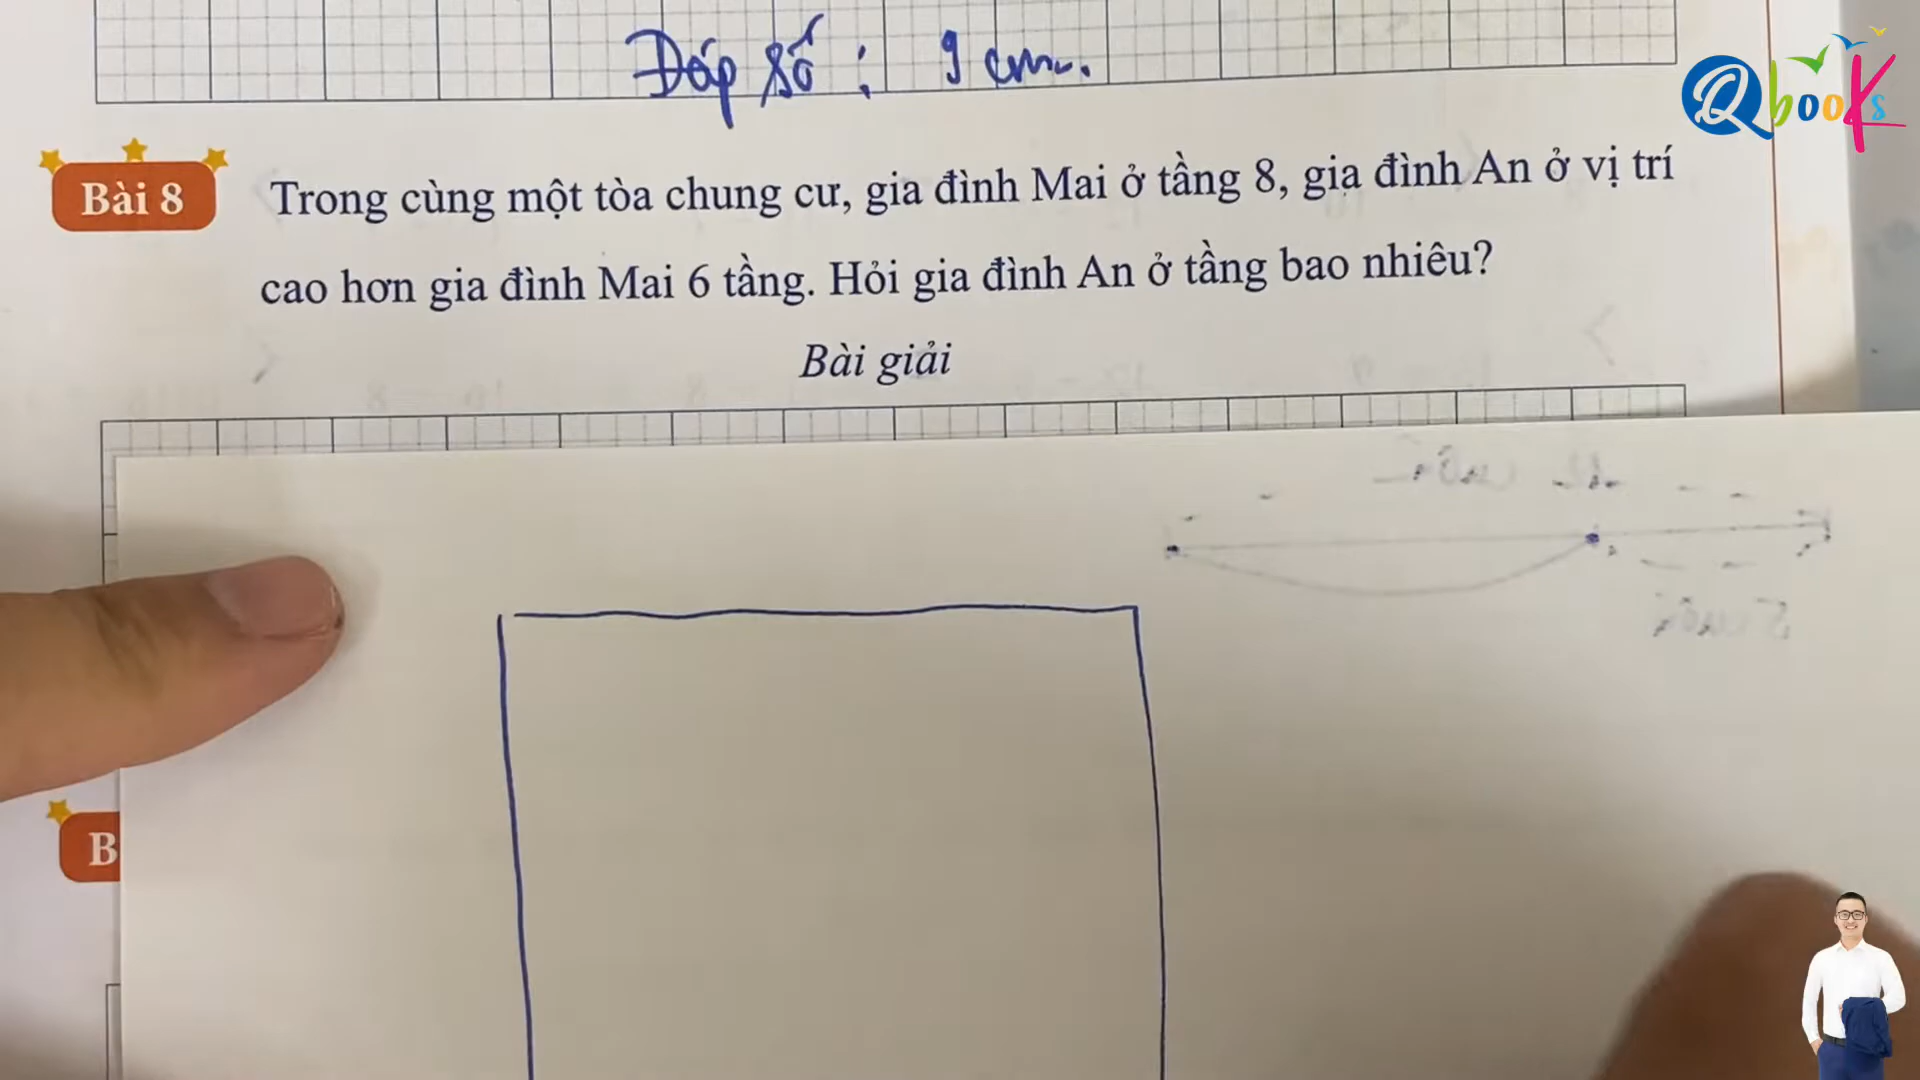 Đáp số : 9 cm.
Qbooks
Bài 8 Trong cùng một tòa chung cư, gia đình Mai ở tầng 8, gia đình An ở vị trí
cao hơn gia đình Mai 6 tầng. Hỏi gia đình An ở tầng bao nhiêu?
Bài giải
B